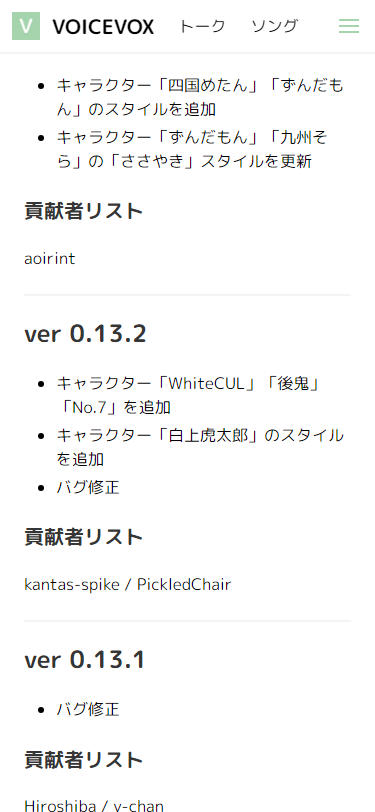 V VOICEVOX トーク ソング
キャラクター「四国めたん」「ずんだも
ん」のスタイルを追加
キャラクター「ずんだもん」「九州そ
ら」の「ささやき」スタイルを更新
貢献者リスト
aoirint
ver 0.13.2
キャラクター「WhiteCUL」「後鬼」
「No.7」を追加
キャラクター「白上虎太郎」のスタイル
を追加
バグ修正
貢献者リスト
kantas-spike / PickledChair
ver 0.13.1
バグ修正
貢献者リスト
Hiroshiba / y-chan